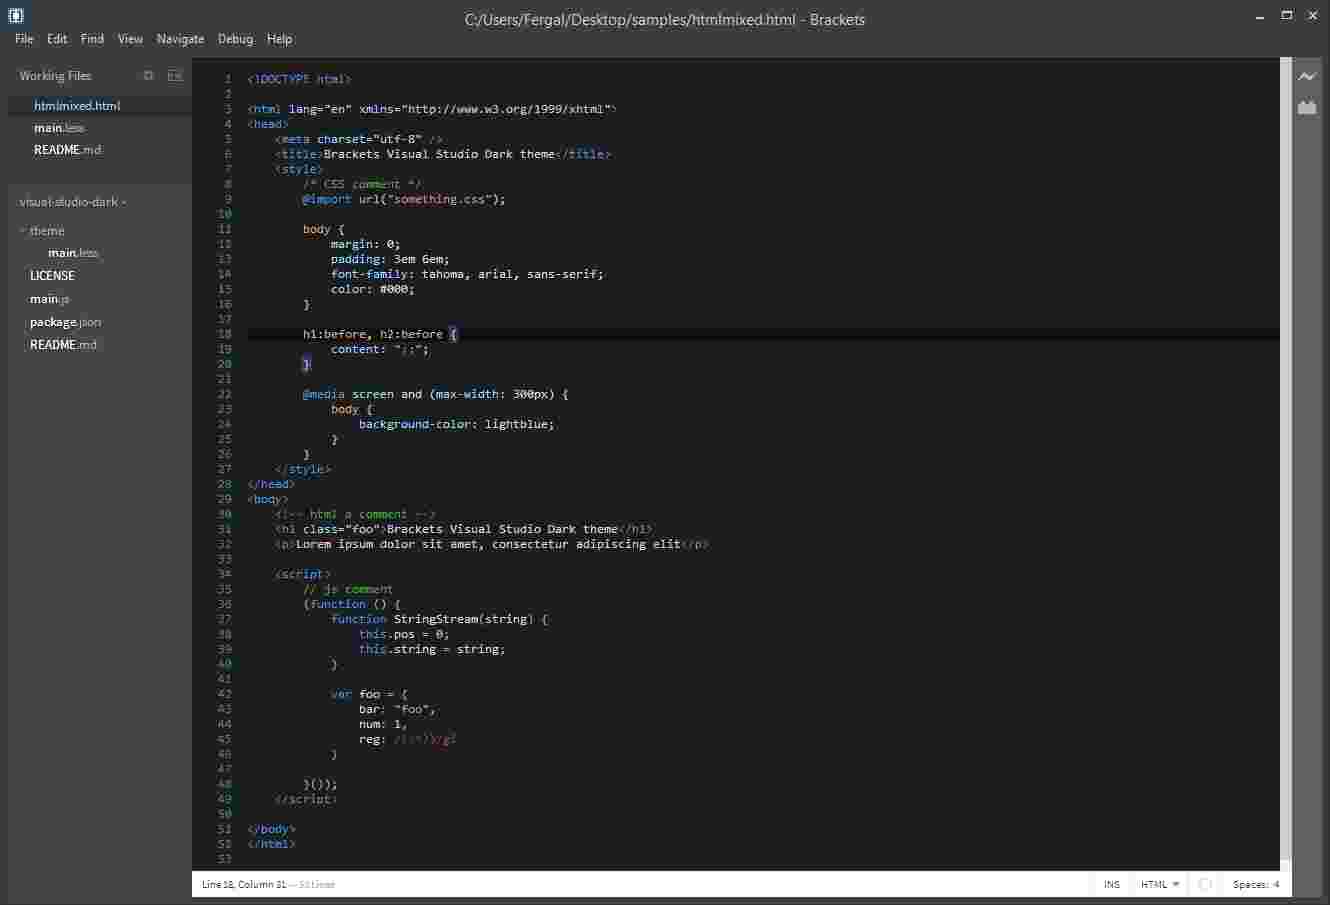 C:/Users/Fergal/Desktop/samples/htmlmixed.html - Brackets
File Edit Find View Navigate Debug Help
Working Files
htmlmixed.html
main.less
README.md
visual-studio-dark
theme
main.less
LICENSE
main.js
package.json
README.md
1 <!DOCTYPE html>
2
3 <html lang="en" xmlns="http://www.w3.org/1999/xhtml">
4 <head>
5 <meta charset="utf-8" />
6 <title>Brackets Visual Studio Dark theme</title>
7 <style>
8 /* CSS comment */
9 @import url("something.css");
10
11 body {
12 margin: 0;
13 padding: 3em 6em;
14 font-family: tahoma, arial, sans-serif;
15 color: #000;
16 }
17
18 h1:before, h2:before {
19 content: "::";
20 }
21
22 @media screen and (max-width: 300px) {
23 body {
24 background-color: lightblue;
25 }
26 }
27 </style>
28 </head>
29 <body>
30 <!-- html a comment -->
31 <h1 class="foo">Brackets Visual Studio Dark theme</h1>
32 <p>Lorem ipsum dolor sit amet, consectetur adipiscing elit</p>
33
34 <script>
35 // js comment
36 (function () {
37 function StringStream(string) {
38 this.pos = 0;
39 this.string = string;
40 }
41
42 var foo = {
43 bar: "foo",
44 num: 1,
45 reg:
46 }
47
48 }());
49 </script>
50
51 </body>
52 </html>
53
Line 18, Column 31 — 53 Lines
INS HTML Spaces: 4